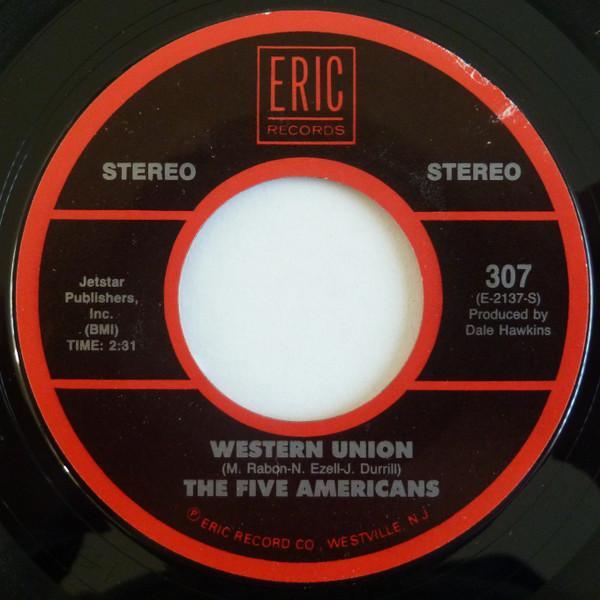 ERIC
RECORDS
STEREO
STEREO
Jetstar
Publishers,
Inc.
(BMI)
TIME: 2:31
307
(E-2137-S)
Produced by
Dale Hawkins
WESTERN UNION
(M. Rabon-N. Ezell-J. Durrill)
THE FIVE AMERICANS
℗ ERIC RECORD CO., WESTVILLE, N.J.